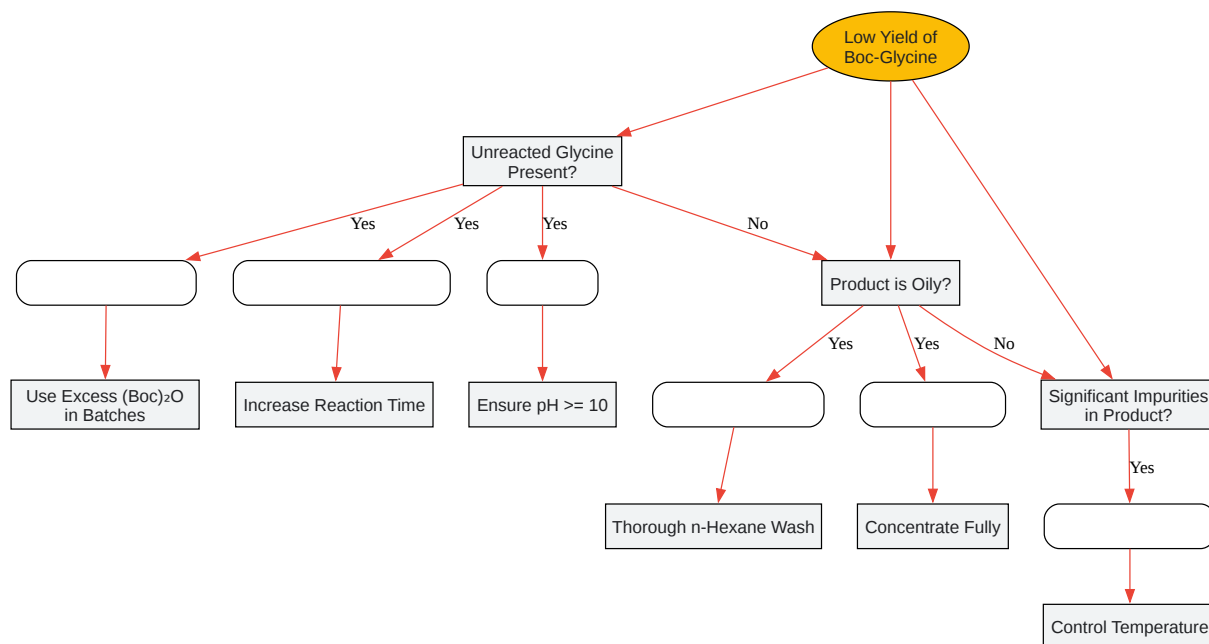 Low Yield of
Boc-Glycine
Unreacted Glycine
Present?
Yes
Yes
Yes
No
Product is Oily?
Yes
Yes
No
Use Excess (Boc)₂O
in Batches
Increase Reaction Time
Ensure pH >= 10
Significant Impurities
in Product?
Yes
Thorough n-Hexane Wash
Concentrate Fully
Control Temperature